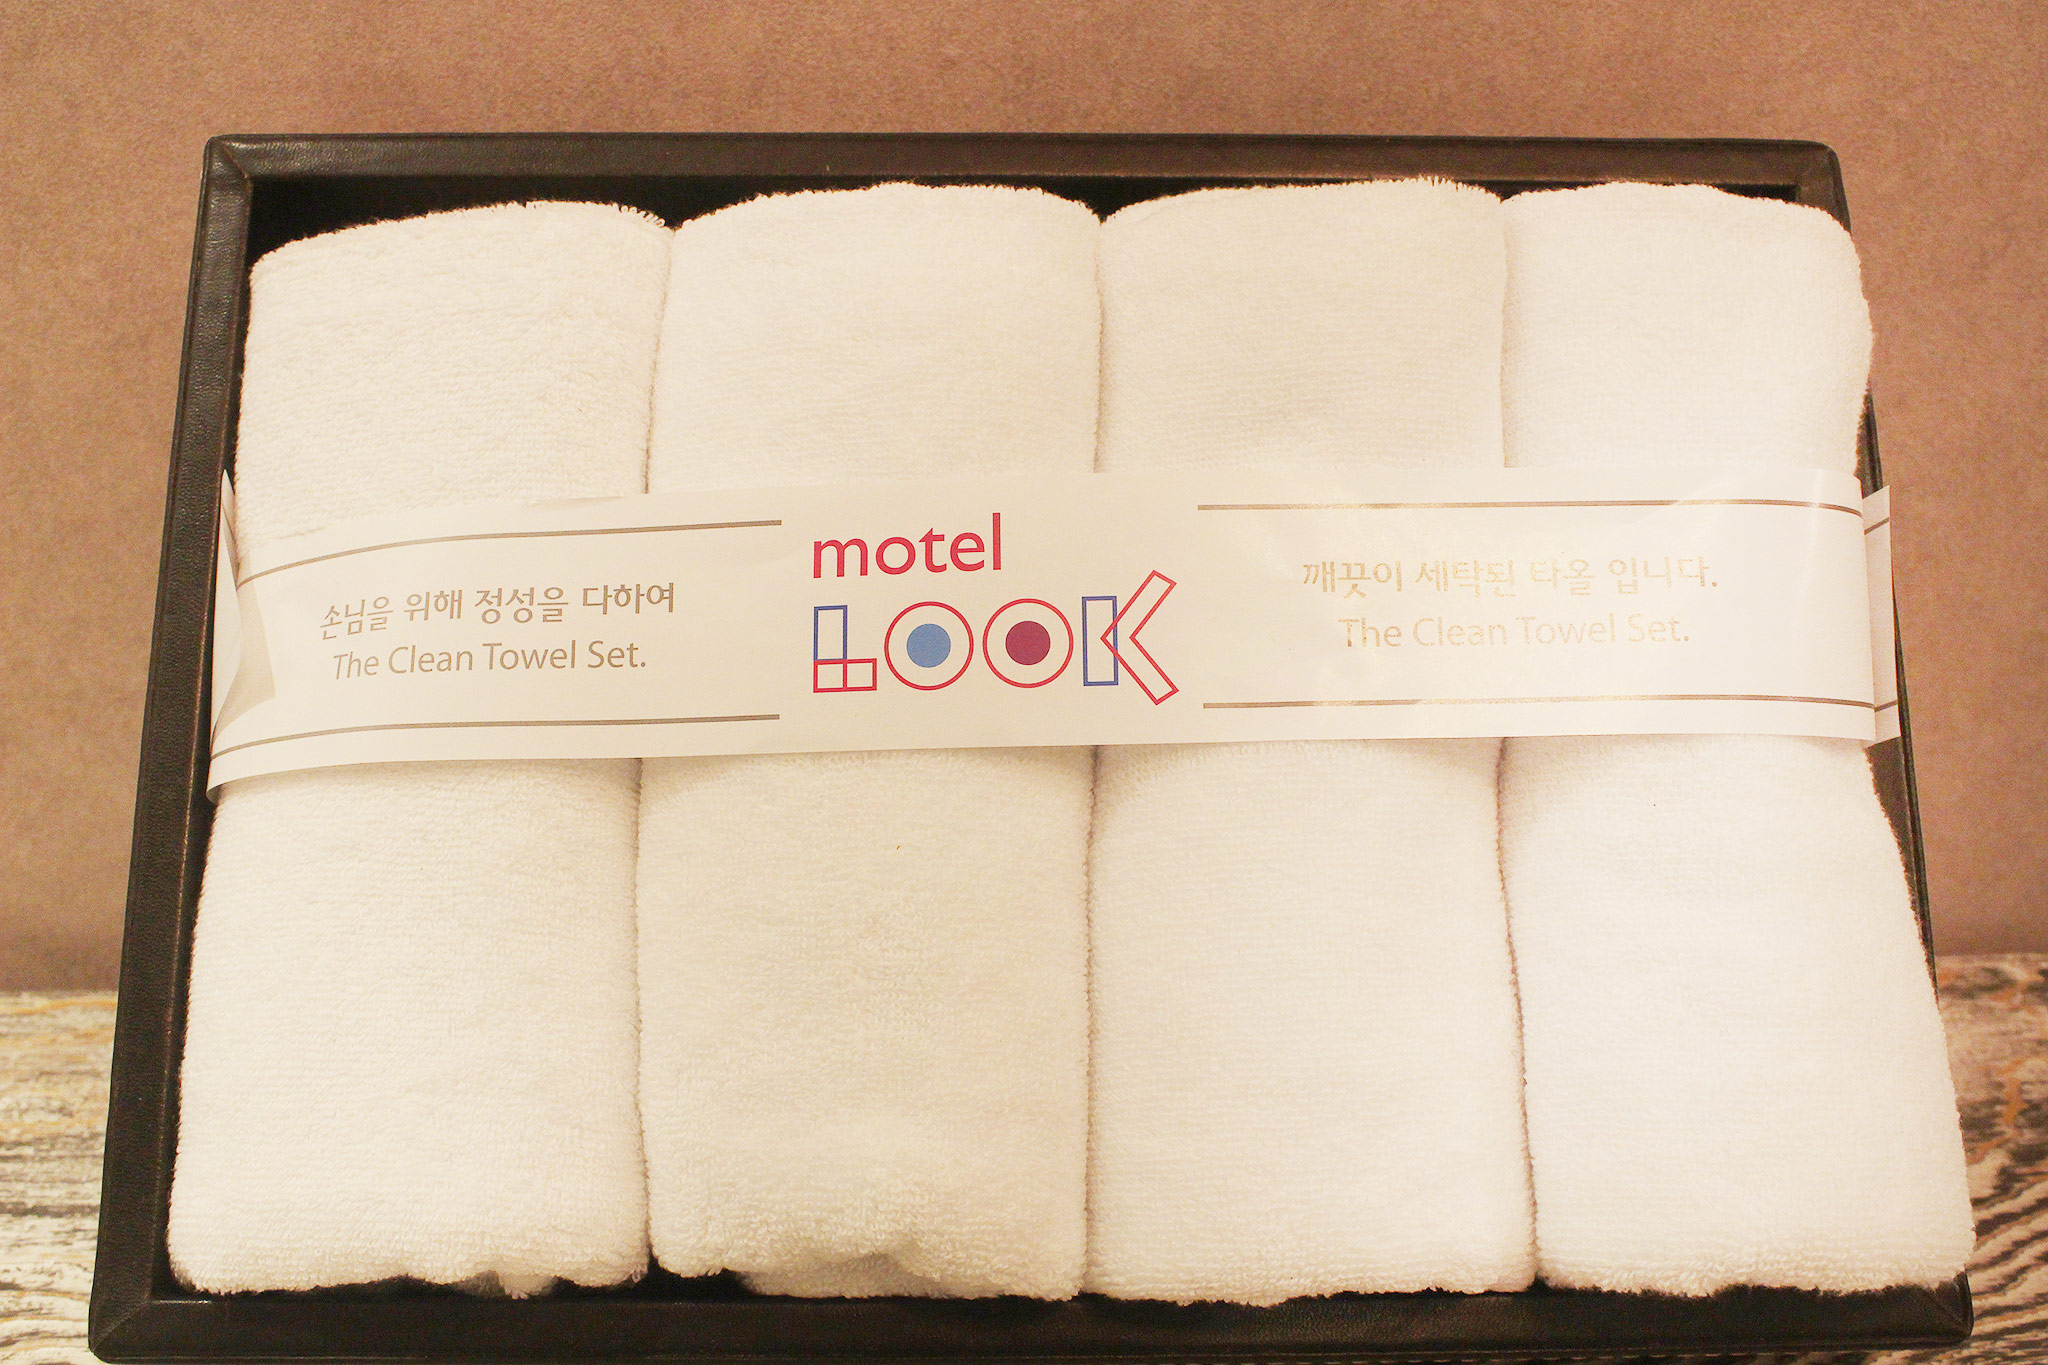 손님을 위해 정성을 다하여
The Clean Towel Set.
motel
LOOK
깨끗이 세탁된 타올 입니다.
The Clean Towel Set.